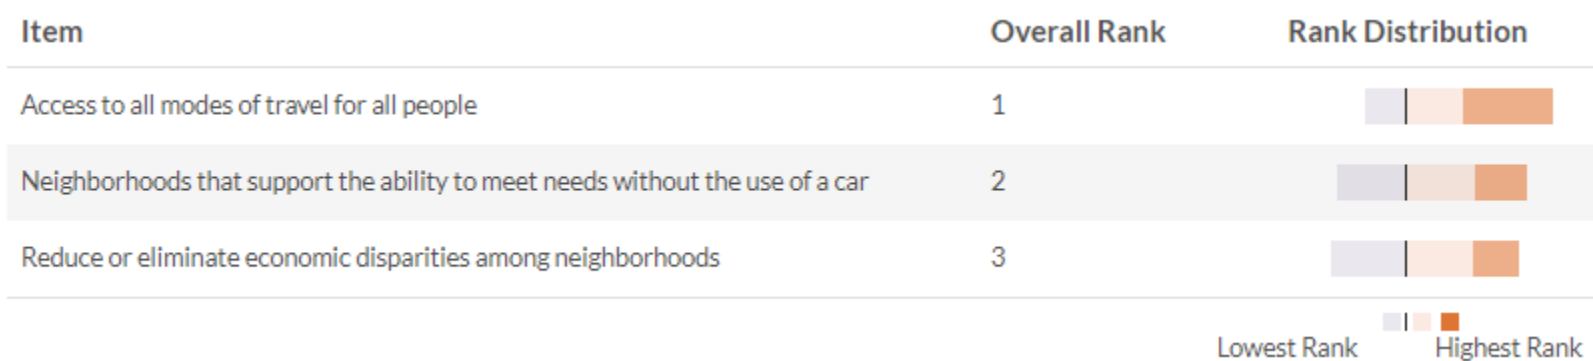 Item Overall Rank Rank Distribution
Access to all modes of travel for all people 1
Neighborhoods that support the ability to meet needs without the use of a car 2
Reduce or eliminate economic disparities among neighborhoods 3
Lowest Rank Highest Rank